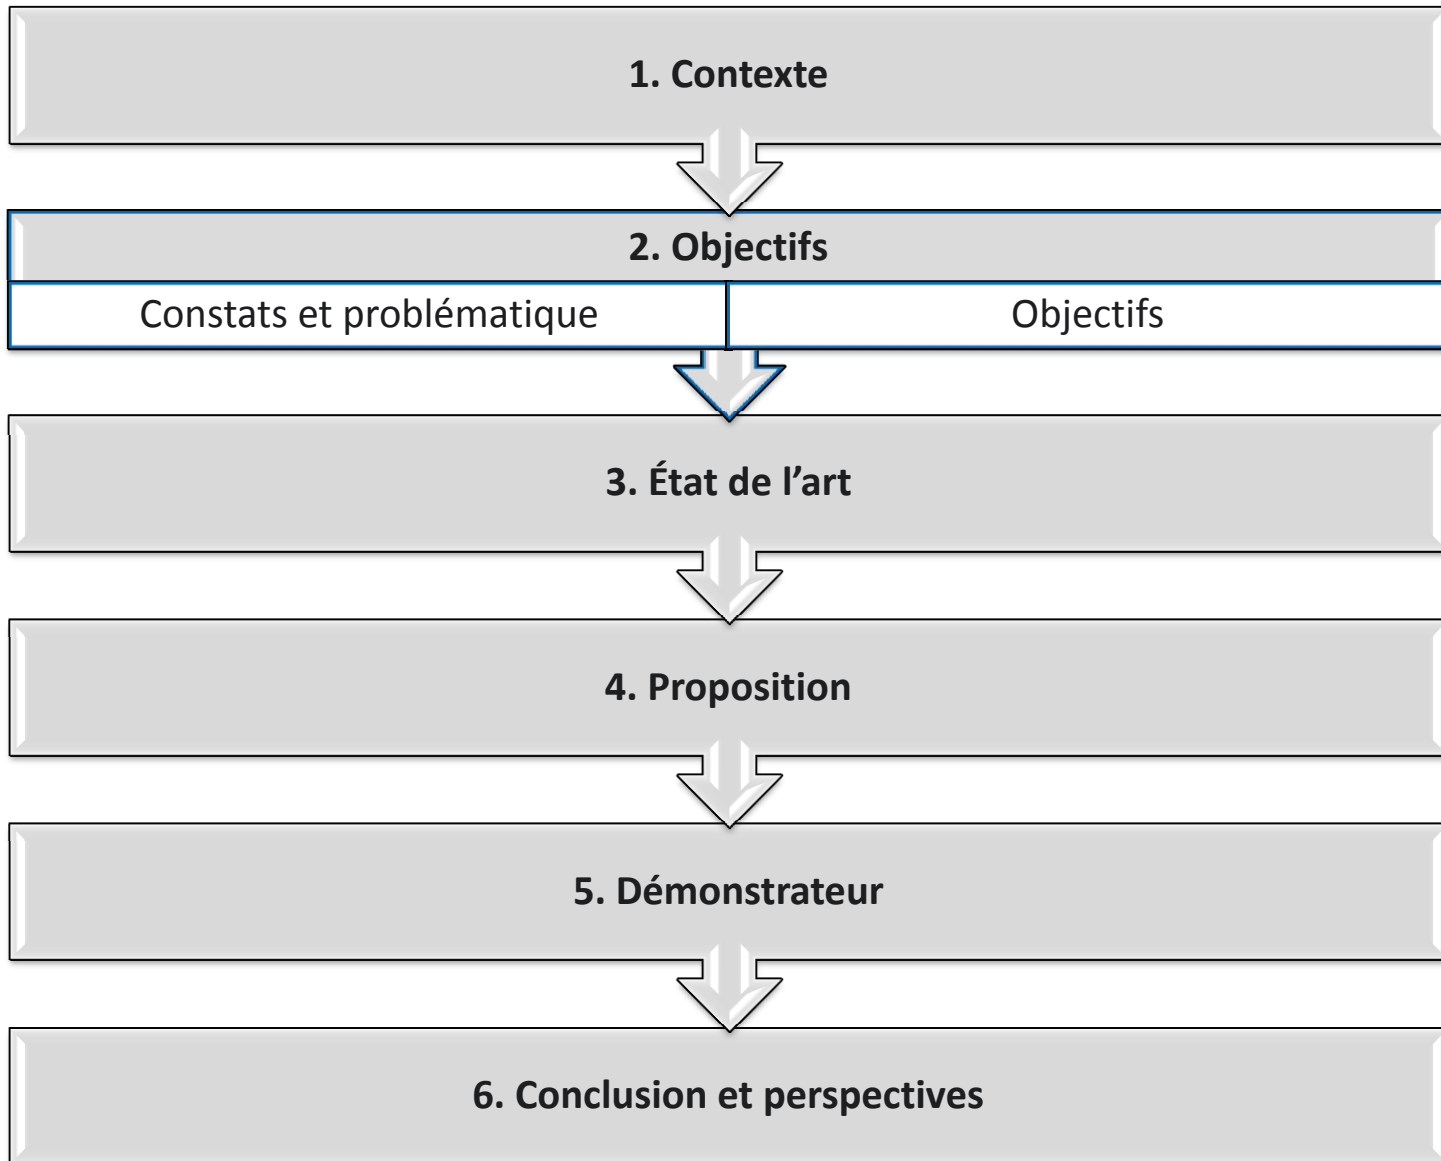 1. Contexte
2. Objectifs
Constats et problématique
Objectifs
3. État de l’art
4. Proposition
5. Démonstrateur
6. Conclusion et perspectives